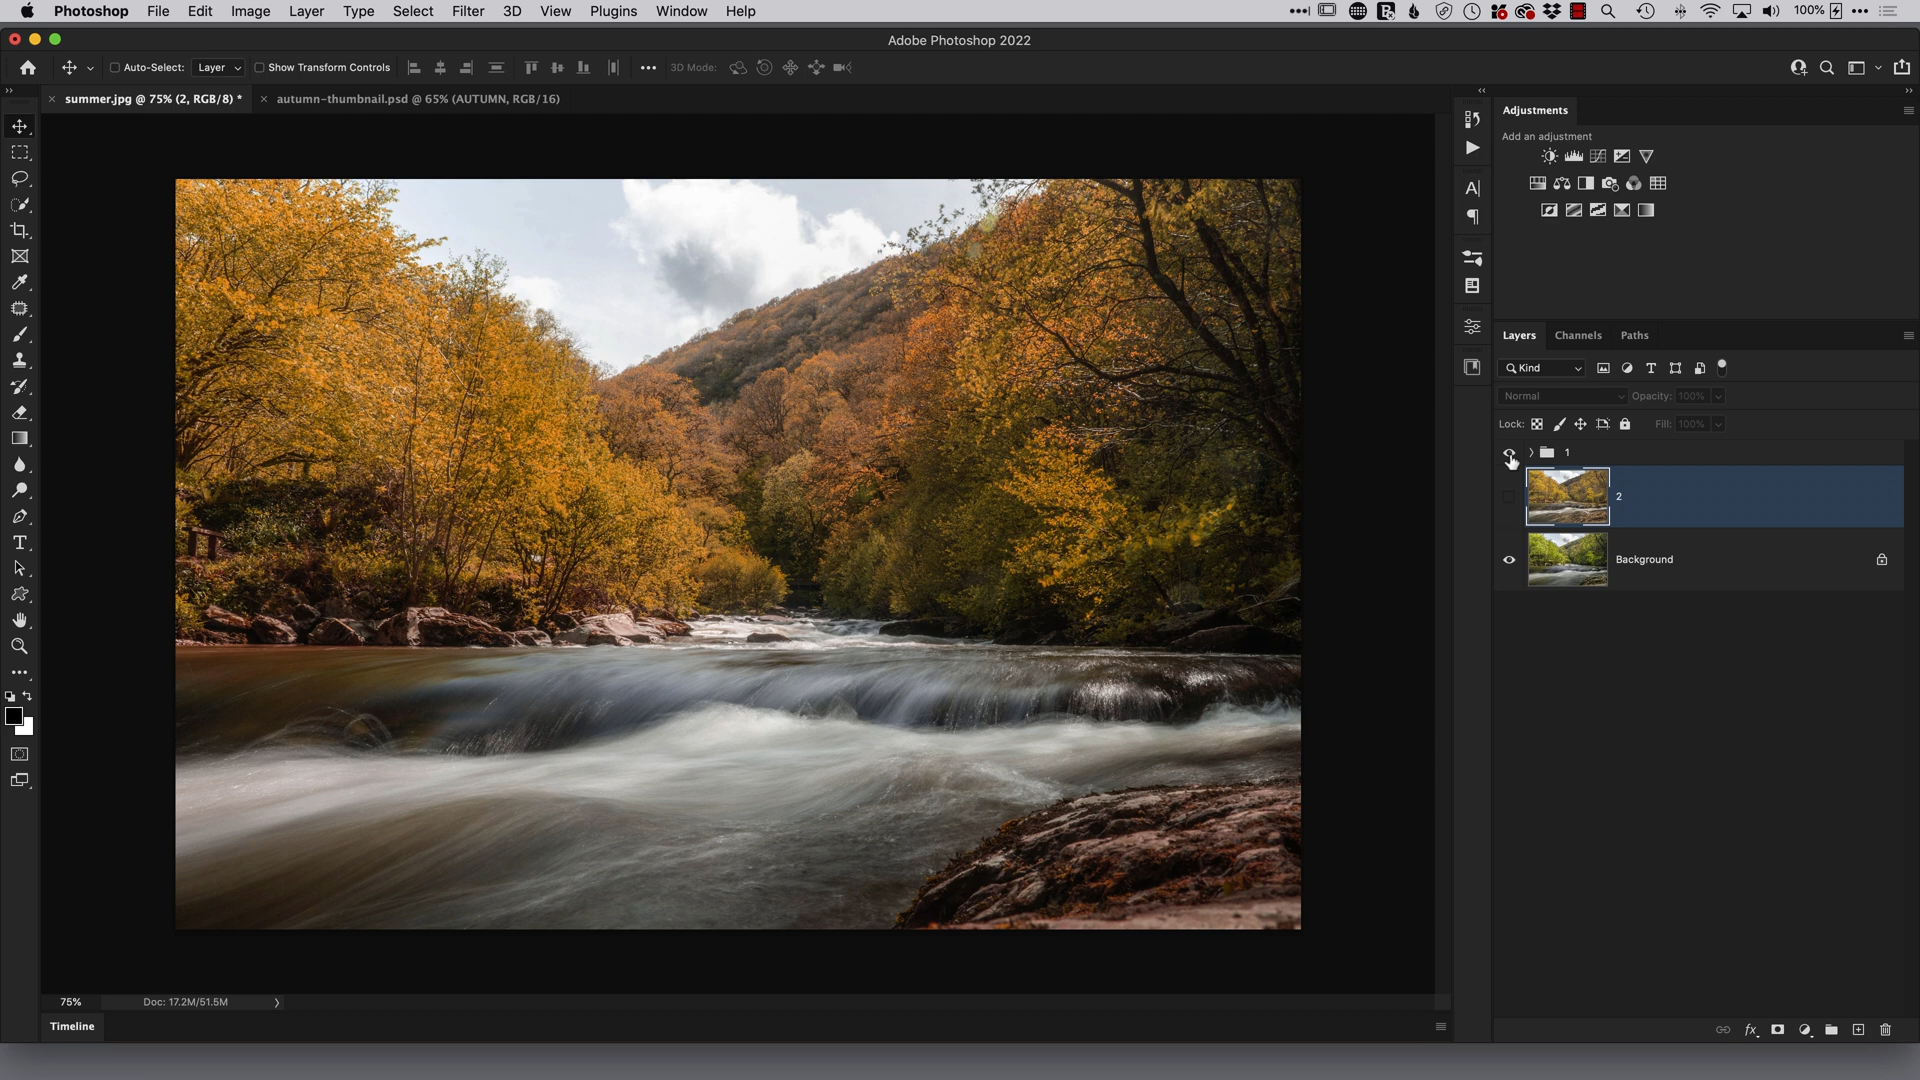 Photoshop File Edit Image Layer Type Select Filter 3D View Plugins Window Help 100%
Adobe Photoshop 2022
Auto-Select: Layer Show Transform Controls 3D Mode:
summer.jpg @ 75% (2, RGB/8) * autumn-thumbnail.psd @ 65% (AUTUMN, RGB/16)
Adjustments
Add an adjustment
Layers Channels Paths
Kind
Normal Opacity: 100%
Lock: Fill: 100%
1
2
Background
75% Doc: 17.2M/51.5M
Timeline